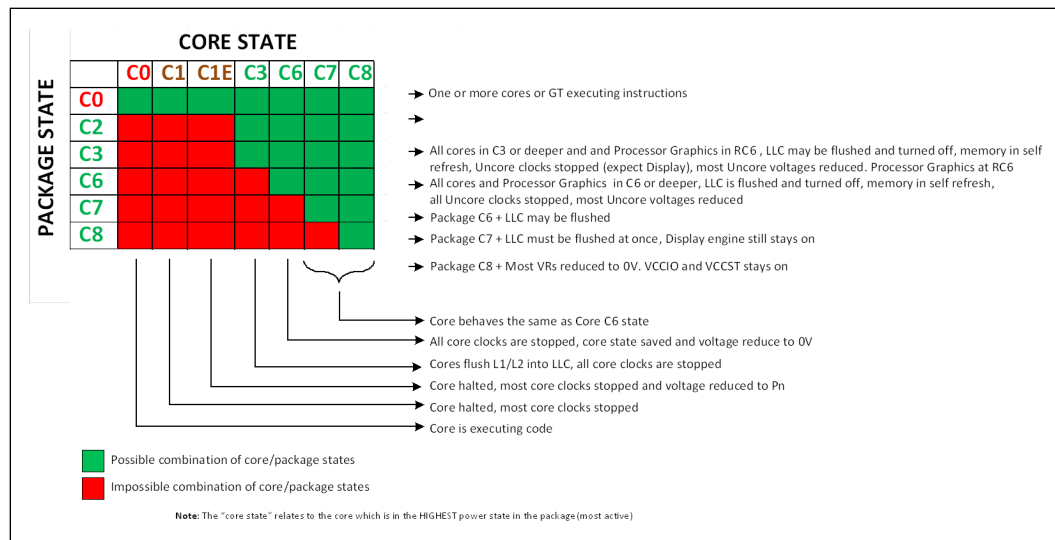 CORE STATE
PACKAGE STATE
C0 C1 C1E C3 C6 C7 C8
C0
C2
C3
C6
C7
C8
One or more cores or GT executing instructions
All cores in C3 or deeper and and Processor Graphics in RC6 , LLC may be flushed and turned off, memory in self
refresh, Uncore clocks stopped (expect Display), most Uncore voltages reduced. Processor Graphics at RC6
All cores and Processor Graphics in C6 or deeper, LLC is flushed and turned off, memory in self refresh,
all Uncore clocks stopped, most Uncore voltages reduced
Package C6 + LLC may be flushed
Package C7 + LLC must be flushed at once, Display engine still stays on
Package C8 + Most VRs reduced to 0V. VCCIO and VCCST stays on
Core behaves the same as Core C6 state
All core clocks are stopped, core state saved and voltage reduce to 0V
Cores flush L1/L2 into LLC, all core clocks are stopped
Core halted, most core clocks stopped and voltage reduced to Pn
Core halted, most core clocks stopped
Core is executing code
Possible combination of core/package states
Impossible combination of core/package states
Note: The "core state" relates to the core which is in the HIGHEST power state in the package (most active)